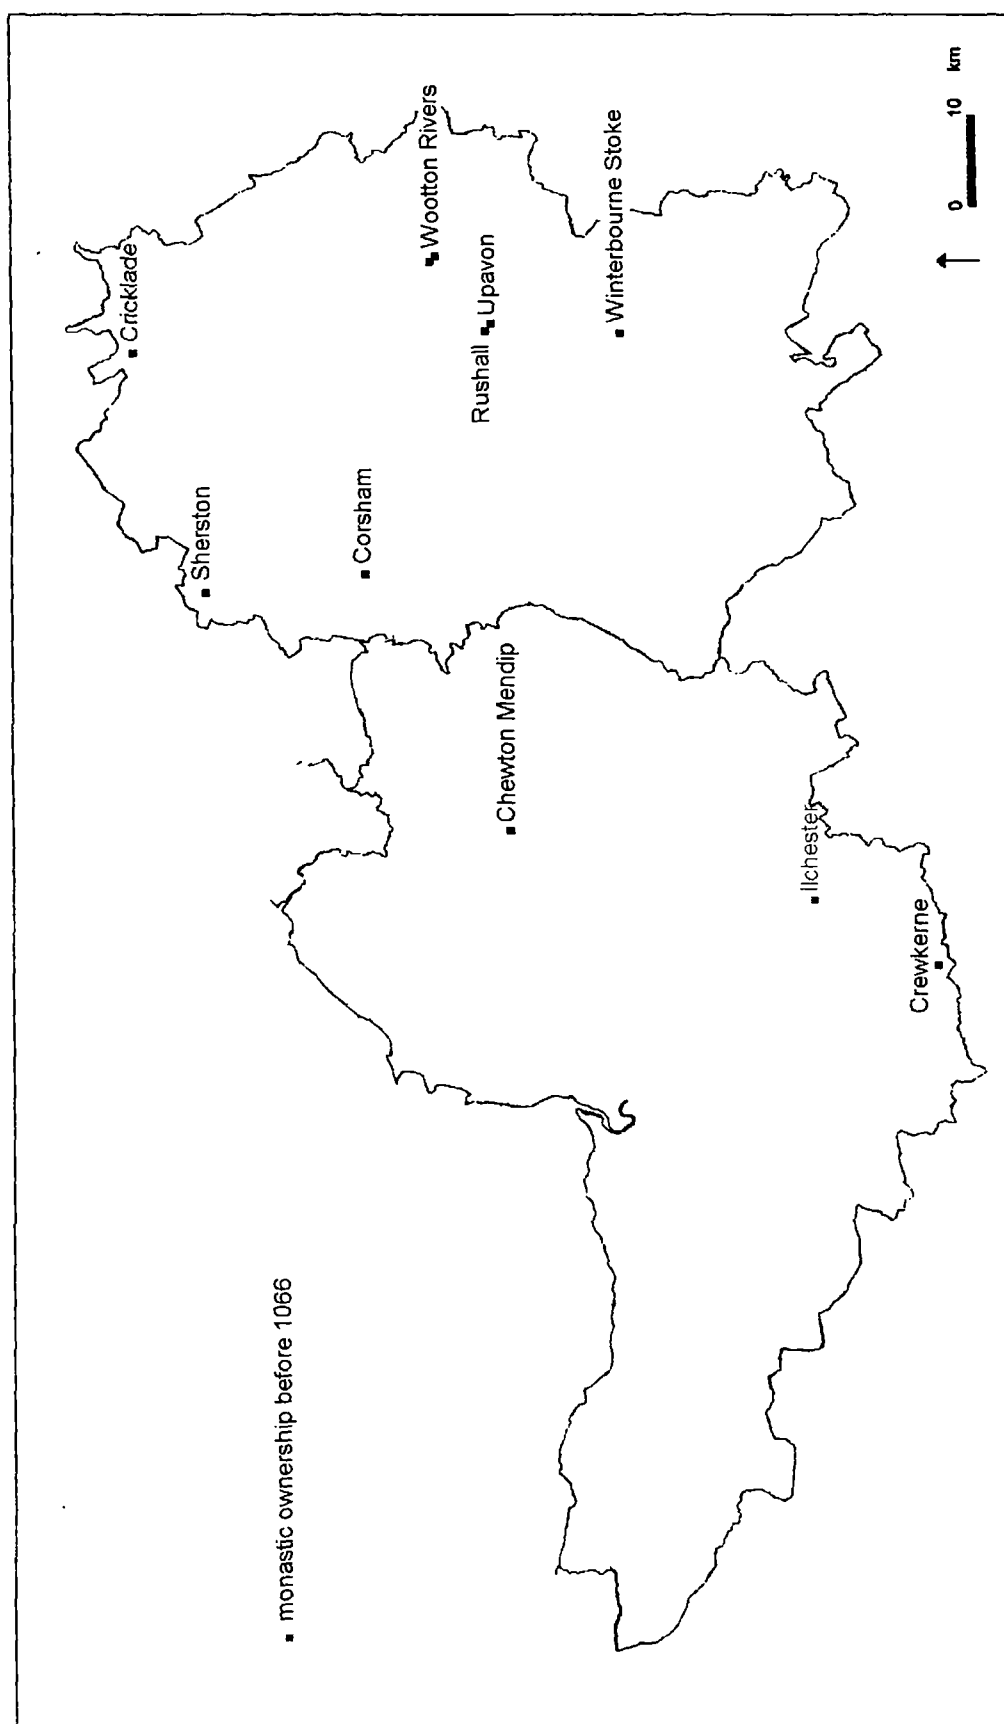 Cricklade
Sherston
Corsham
Wootton Rivers
Rushall
Upavon
Chewton Mendip
Winterbourne Stoke
Ilchester
Crewkerne
monastic ownership before 1066
0 10 km